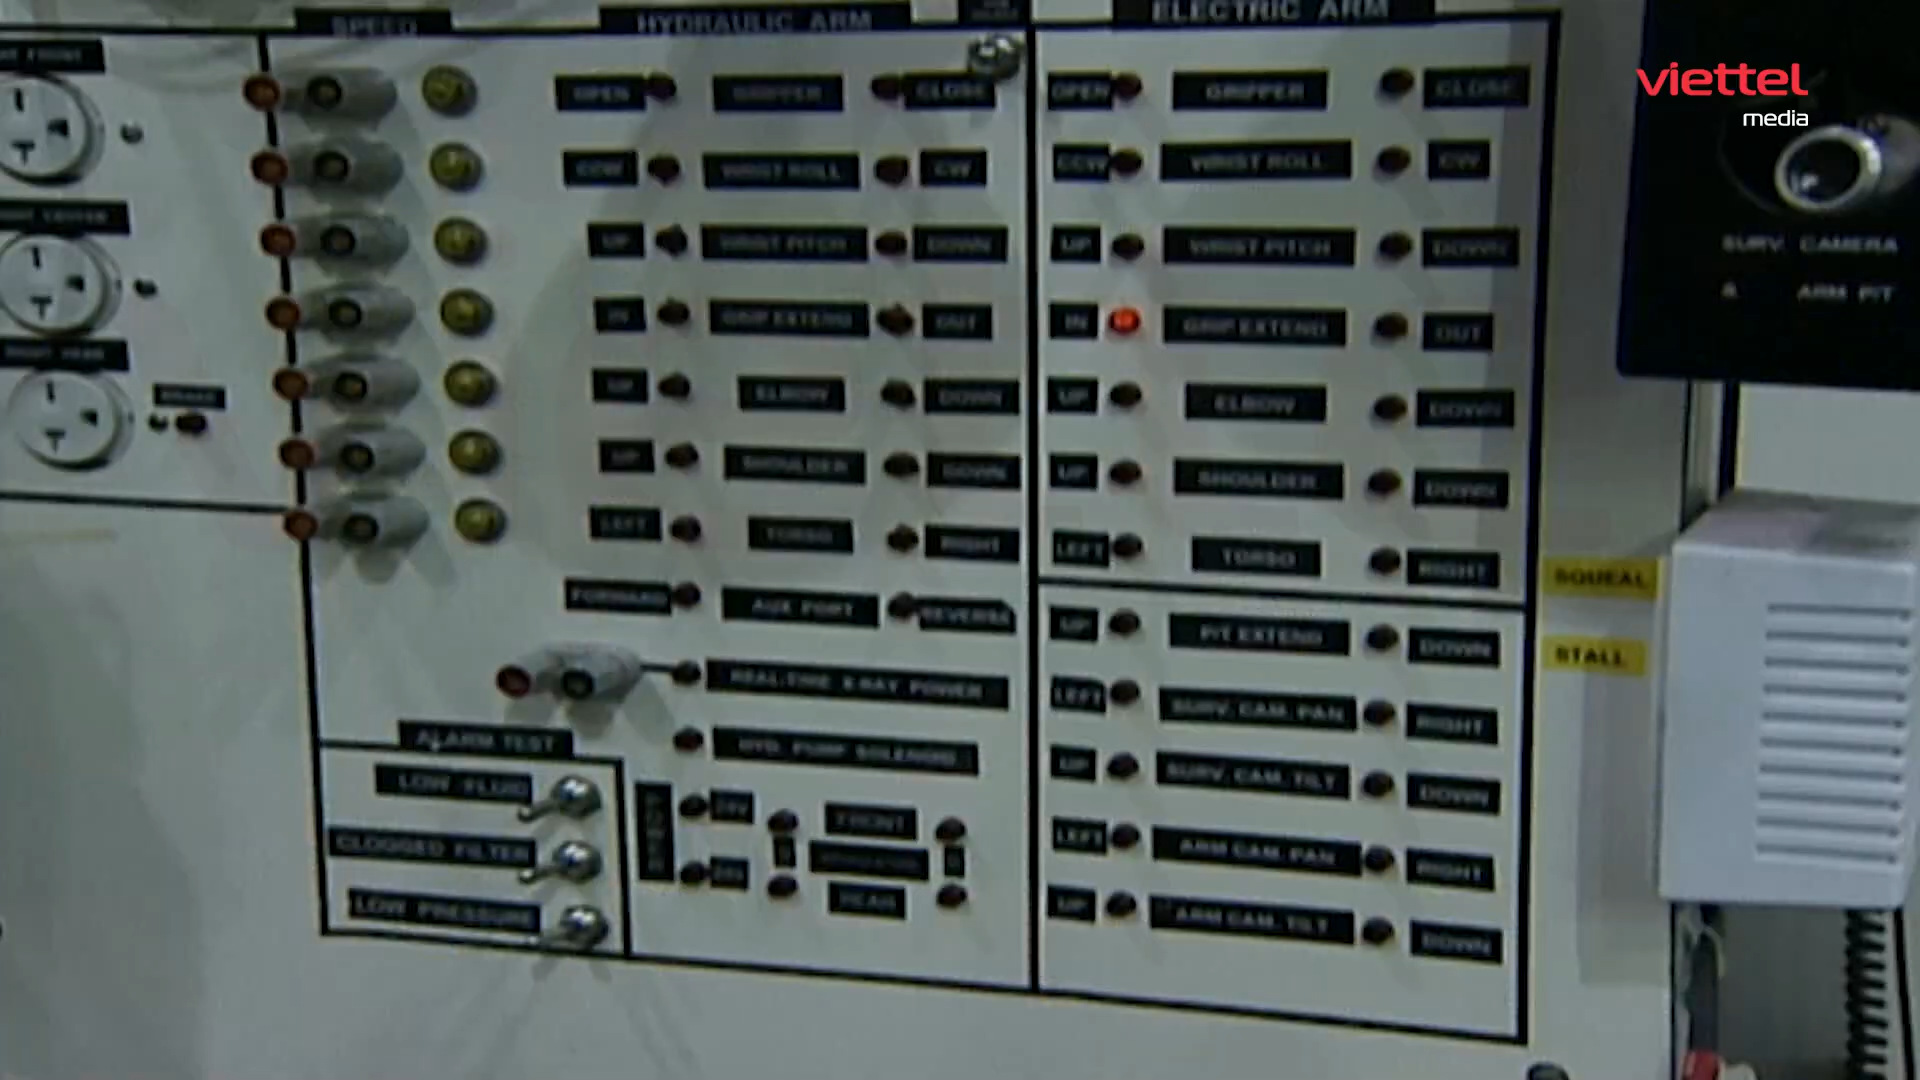 SPEED
HYDRAULIC ARM
ELECTRIC ARM
viettel
media
OPEN GRIPPER CLOSE
OPEN GRIPPER CLOSE
CCW WRIST ROLL CW
CCW WRIST ROLL CW
UP WRIST PITCH DOWN
UP WRIST PITCH DOWN
SURV. CAMERA
& ARM P/T
IN GRIP EXTEND OUT
IN GRIP EXTEND OUT
UP ELBOW DOWN
UP ELBOW DOWN
UP SHOULDER DOWN
UP SHOULDER DOWN
LEFT TORSO RIGHT
LEFT TORSO RIGHT
SQUEAL
FORWARD AUX PORT REVERSE
UP P/T EXTEND DOWN
STALL
REAL-TIME X-RAY POWER
LEFT SURV. CAM. PAN RIGHT
ALARM TEST
HYD. PUMP SOLENOID
UP SURV. CAM. TILT DOWN
LOW FLUID
FRONT
LEFT ARM CAM. PAN RIGHT
CLOGGED FILTER
REAR
UP ARM CAM. TILT DOWN
LOW PRESSURE